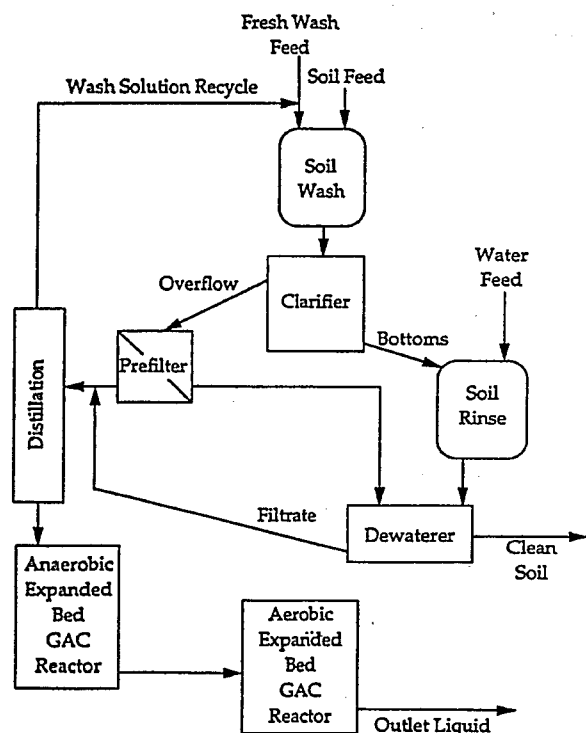 Fresh Wash
Feed
Soil Feed
Wash Solution Recycle
Soil
Wash
Water
Feed
Overflow
Clarifier
Bottoms
Prefilter
Soil
Rinse
Distillation
Filtrate
Dewaterer
Clean
Soil
Anaerobic
Expanded
Bed
GAC
Reactor
Aerobic
Expanded
Bed
GAC
Reactor
Outlet Liquid